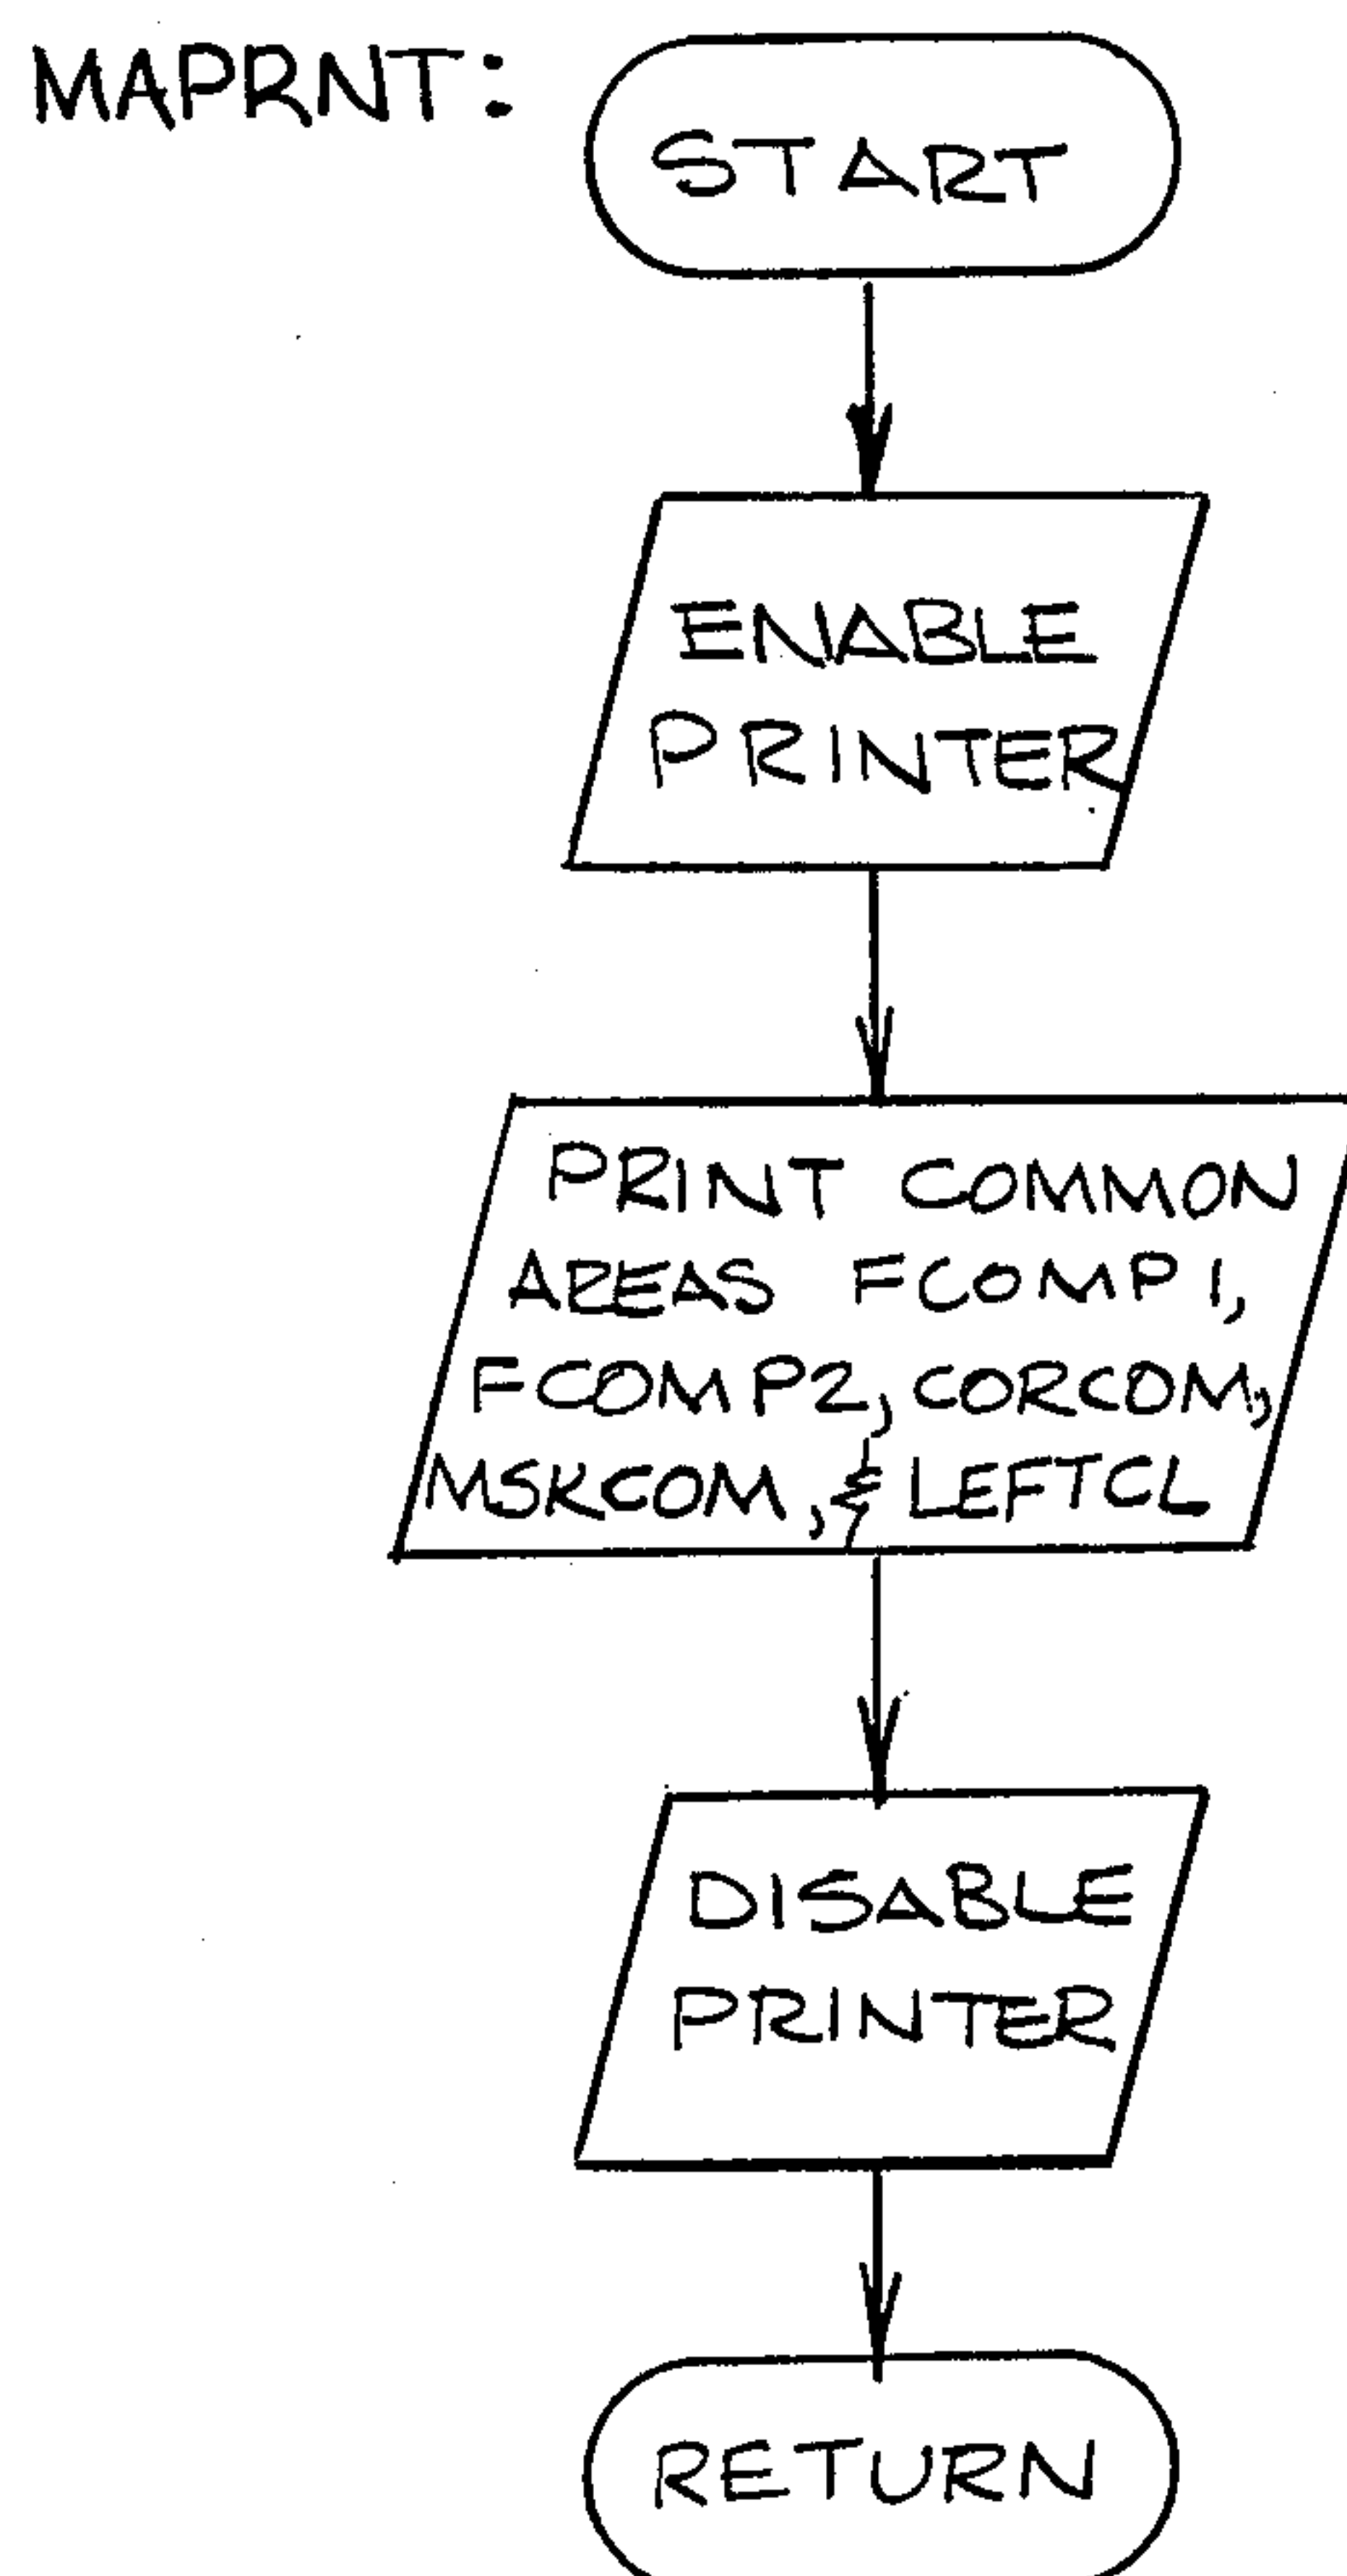 MAPRNT:
START
ENABLE
PRINTER
PRINT COMMON
AREAS FCOMP1,
FCOMP2, CORCOM,
MSKCOM, & LEFTCL
DISABLE
PRINTER
RETURN